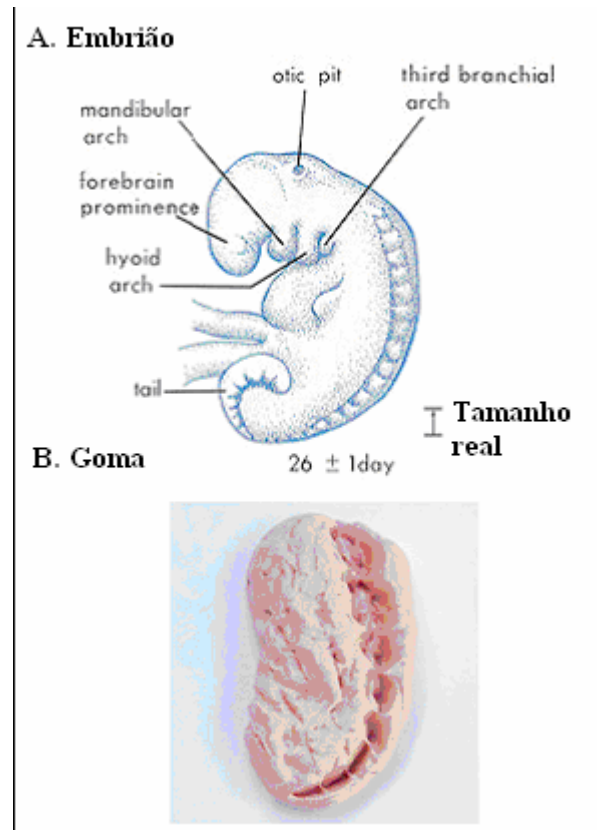 A. Embrião
otic pit
third branchial
arch
mandibular
arch
forebrain
prominence
hyoid
arch
tail
Tamanho
real
B. Goma
26 ± 1day